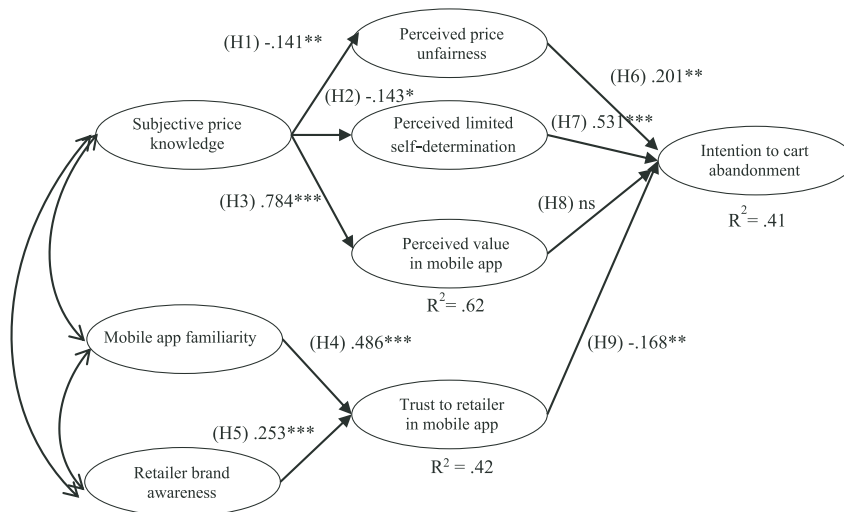 Perceived price
unfairness
(H1) -.141**
(H6) .201**
(H2) -.143*
Subjective price
knowledge
Perceived limited
self-determination
(H7) .531***
Intention to cart
abandonment
R² = .41
(H3) .784***
(H8) ns
Perceived value
in mobile app
R² = .62
Mobile app familiarity
(H4) .486***
(H9) -.168**
Trust to retailer
in mobile app
(H5) .253***
R² = .42
Retailer brand
awareness